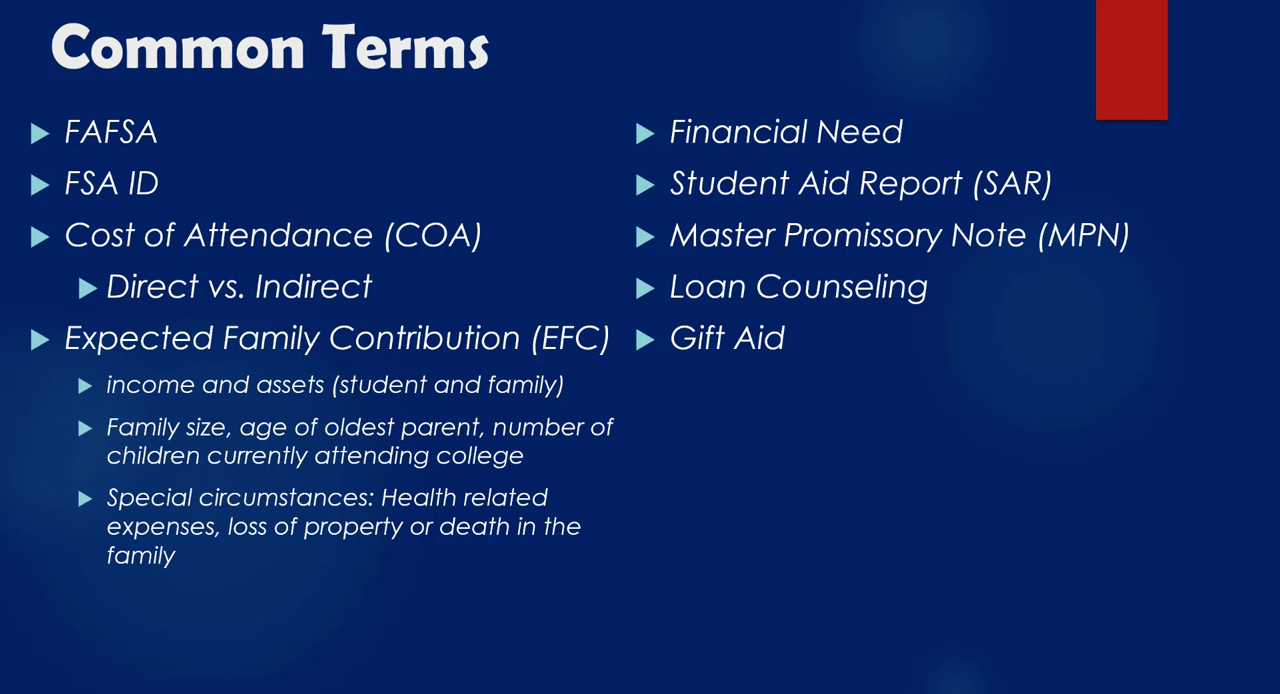 Common Terms
FAFSA
FSA ID
Cost of Attendance (COA)
Direct vs. Indirect
Expected Family Contribution (EFC)
income and assets (student and family)
Family size, age of oldest parent, number of
children currently attending college
Special circumstances: Health related
expenses, loss of property or death in the
family
Financial Need
Student Aid Report (SAR)
Master Promissory Note (MPN)
Loan Counseling
Gift Aid